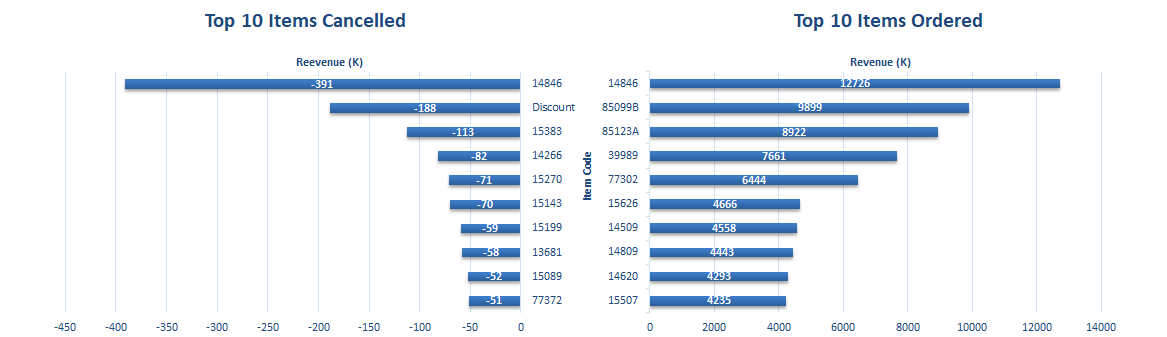 Top 10 Items Cancelled
Reevenue (K)
-391 14846
-188 Discount
-113 15383
-82 14266
-71 15270
-70 15143
-59 15199
-58 13681
-52 15089
-51 77372
-450 -400 -350 -300 -250 -200 -150 -100 -50 0
Top 10 Items Ordered
Revenue (K)
Item Code
14846 12726
85099B 9899
85123A 8922
39989 7661
77302 6444
15626 4666
14509 4558
14809 4443
14620 4293
15507 4235
0 2000 4000 6000 8000 10000 12000 14000